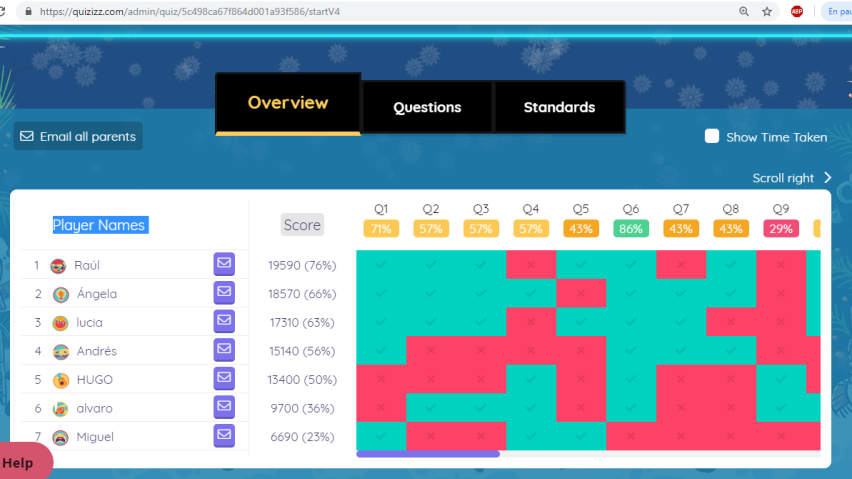 https://quizizz.com/admin/quiz/5c498ca67f864d001a93f586/startV4
ABP
En pau
Overview
Questions
Standards
Email all parents
Show Time Taken
Scroll right
Player Names Score Q1 Q2 Q3 Q4 Q5 Q6 Q7 Q8 Q9
71% 57% 57% 57% 43% 86% 43% 43% 29%
1 Raúl 19590 (76%)
2 Ángela 18570 (66%)
3 lucia 17310 (63%)
4 Andrés 15140 (56%)
5 HUGO 13400 (50%)
6 alvaro 9700 (36%)
7 Miguel 6690 (23%)
Help